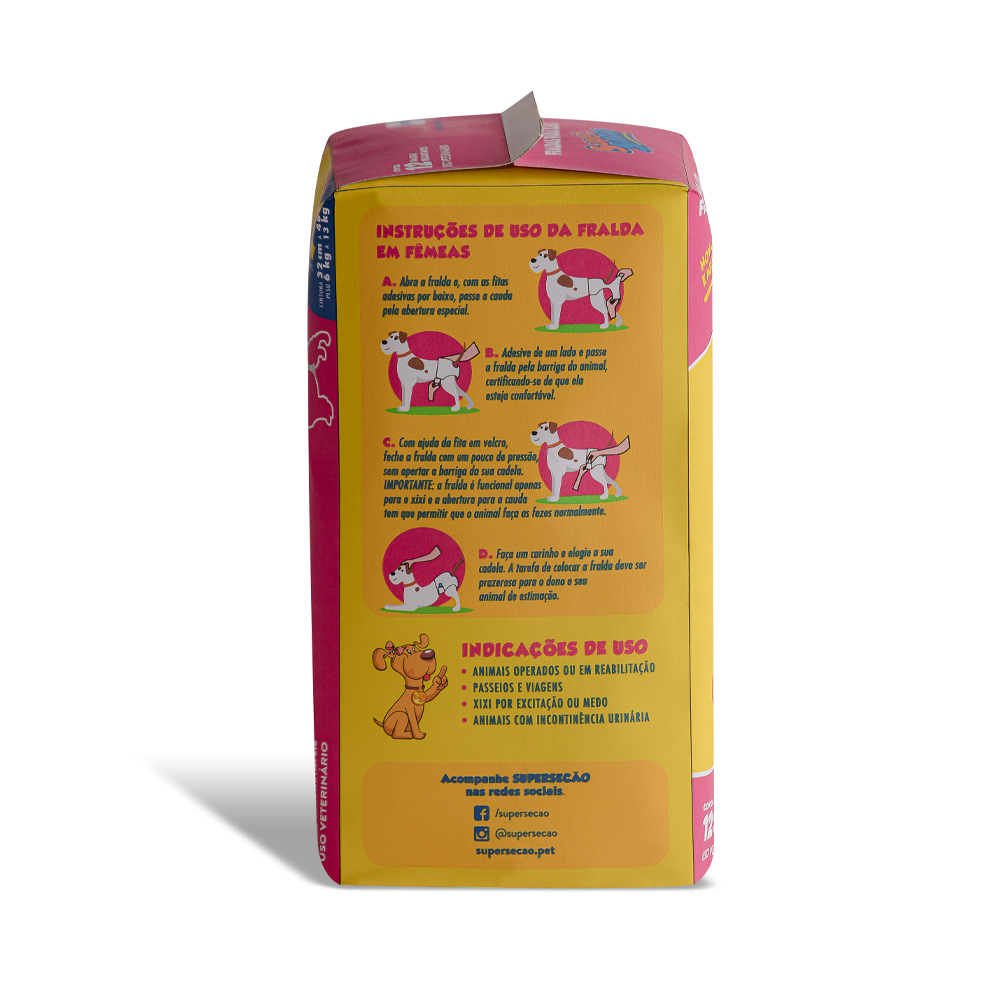 INSTRUÇÕES DE USO DA FRALDA
EM FÊMEAS
A. Abra a fralda e, com as fitas
adesivas por baixo, passe a cauda
pela abertura especial.
B. Adesive de um lado e passe
a fralda pela barriga do animal,
certificando-se de que ela
esteja confortável.
C. Com ajuda da fita em velcro,
feche a fralda com um pouco de pressão,
sem apertar a barriga da sua cadela.
IMPORTANTE: a fralda é funcional apenas
para o xixi e a abertura para a cauda
tem que permitir que o animal faça as fezes normalmente.
D. Faça um carinho e elogie a sua
cadela. A tarefa de colocar a fralda deve ser
prazerosa para o dono e seu
animal de estimação.
INDICAÇÕES DE USO
• ANIMAIS OPERADOS OU EM REABILITAÇÃO
• PASSEIOS E VIAGENS
• XIXI POR EXCITAÇÃO OU MEDO
• ANIMAIS COM INCONTINÊNCIA URINÁRIA
Acompanhe SUPERSECÃO
nas redes sociais.
/supersecao
@supersecao
supersecao.pet
CINTURA 32 cm A
PESO 6 kg A 13 kg
USO VETERINÁRIO
12